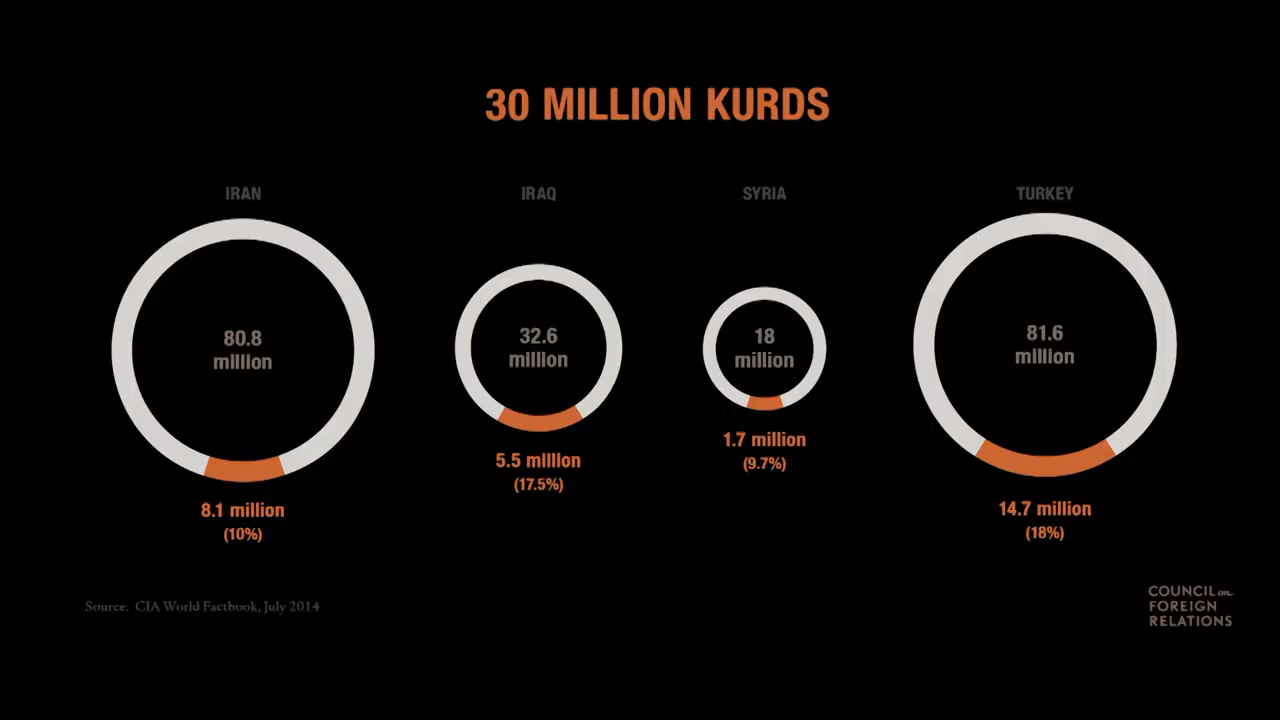 30 MILLION KURDS
IRAN
80.8
million
8.1 million
(10%)
IRAQ
32.6
million
5.5 million
(17.5%)
SYRIA
18
million
1.7 million
(9.7%)
TURKEY
81.6
million
14.7 million
(18%)
Source: CIA World Factbook, July 2014
COUNCIL on
FOREIGN
RELATIONS